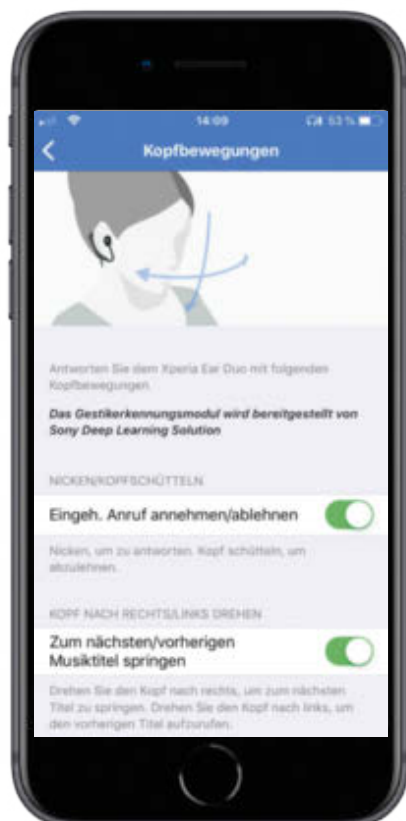 14:09
53 %
Kopfbewegungen
Antworten Sie dem Xperia Ear Duo mit folgenden
Kopfbewegungen
Das Gestikerkennungsmodul wird bereitgestellt von
Sony Deep Learning Solution
NICKEN/KOPFSCHÜTTELN
Eingeh. Anruf annehmen/ablehnen
Nicken, um zu antworten. Kopf schütteln, um
abzulehnen.
KOPF NACH RECHTS/LINKS DREHEN
Zum nächsten/vorherigen
Musiktitel springen
Drehen Sie den Kopf nach rechts, um zum nächsten
Titel zu springen. Drehen Sie den Kopf nach links, um
den vorherigen Titel aufzurufen.